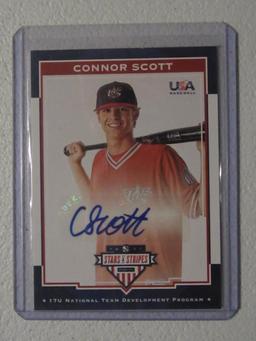 CONNOR SCOTT
USA
BASEBALL
CScott
STARS & STRIPES
★ 17U NATIONAL TEAM DEVELOPMENT PROGRAM ★